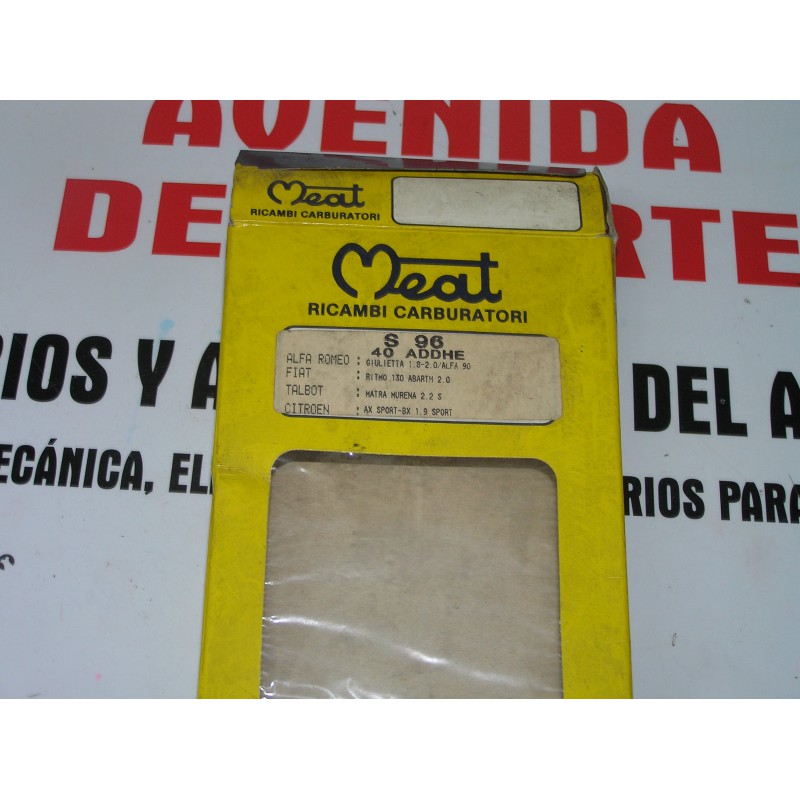 AVENIDA
DE RTE
Meat
RICAMBI CARBURATORI
Meat
RICAMBI CARBURATORI
S 96
40 ADDHE
ALFA ROMEO : GIULIETTA 1.8-2.0/ALFA 90
FIAT : RITMO 130 ABARTH 2.0
TALBOT : MATRA MURENA 2.2 S
CITROEN : AX SPORT-BX 1.9 SPORT
RIOS Y A DEL A
ECÁNICA, EL RIOS PARA